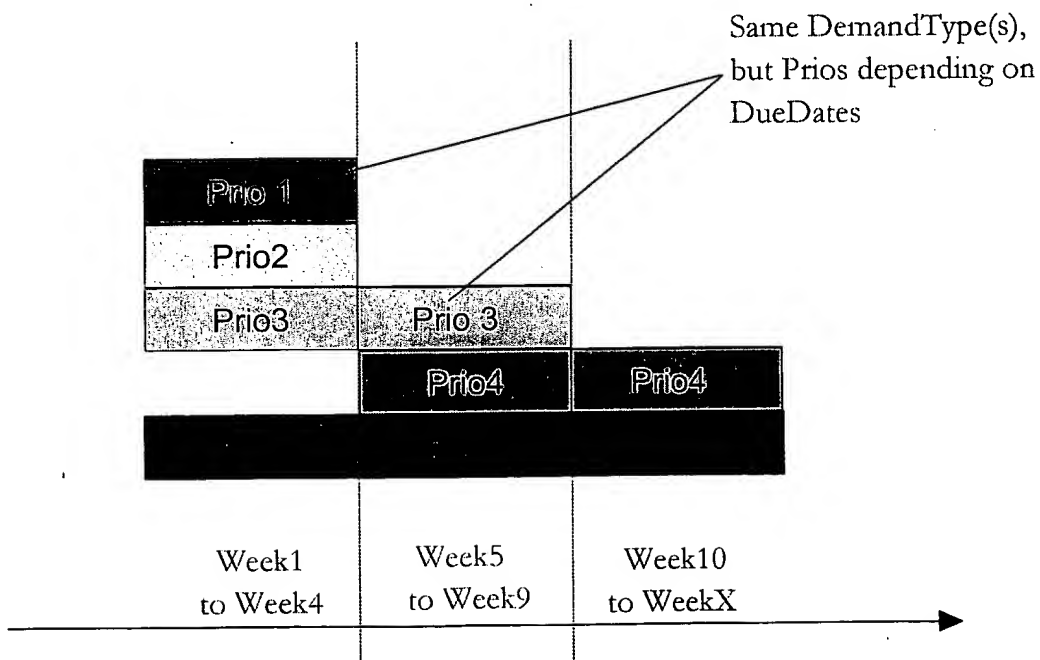 Same DemandType(s),
but Prios depending on
DueDates
Prio 1
Prio2
Prio3
Prio 3
Prio4
Prio4
Week1
to Week4
Week5
to Week9
Week10
to WeekX